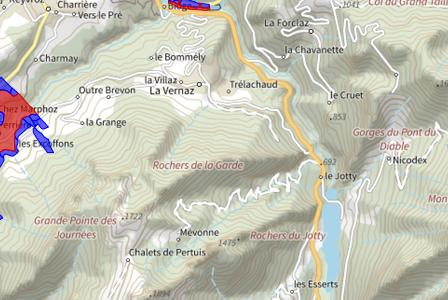 Charrière
Vers le Pré
La Forclaz
1041
Col du Grand Taill
le Bommély
la Chavanette
Charmay
la Villaz
Trélachaud
La Vernaz
Outre Brevon
le Cruet
853
la Grange
Gorges du Pont du
Diable
les Excoffons
Nicodex
Rochers de la Garde
692
le Jotty
Grande Pointe des
Journées
1722
Mévonne
1475
Rochers du Jotty
Chalets de Pertuis
les Esserts
1894